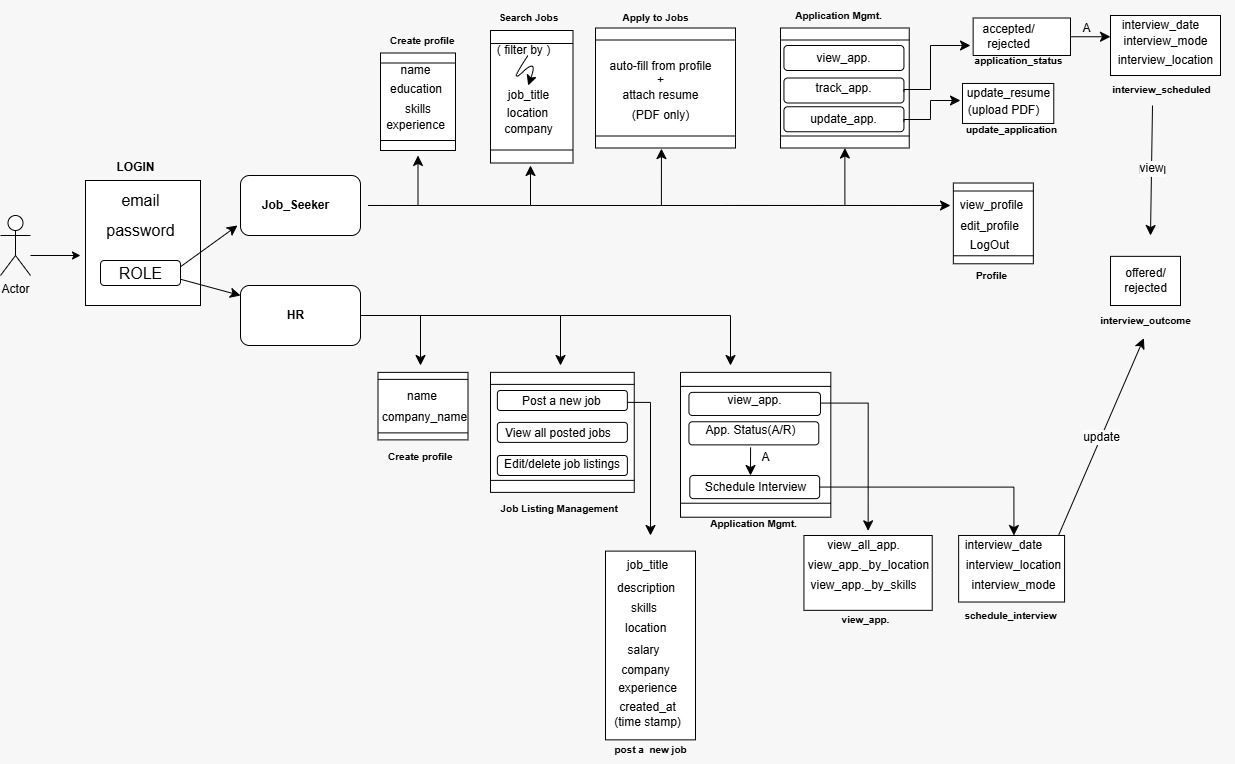 Search Jobs
( filter by )
job_title
location
company
Apply to Jobs
auto-fill from profile
+
attach resume
(PDF only)
Application Mgmt.
view_app.
track_app.
update_app.
accepted/
rejected
application_status
A
interview_date
interview_mode
interview_location
interview_scheduled
update_resume
(upload PDF)
update_application
Create profile
name
education
skills
experience
view
LOGIN
email
password
ROLE
Actor
Job_Seeker
view_profile
edit_profile
LogOut
Profile
HR
offered/
rejected
interview_outcome
name
company_name
Create profile
Post a new job
View all posted jobs
Edit/delete job listings
Job Listing Management
view_app.
App. Status(A/R)
A
Schedule Interview
Application Mgmt.
update
job_title
description
skills
location
salary
company
experience
created_at
(time stamp)
post a new job
view_all_app.
view_app._by_location
view_app._by_skills
view_app.
interview_date
interview_location
interview_mode
schedule_interview